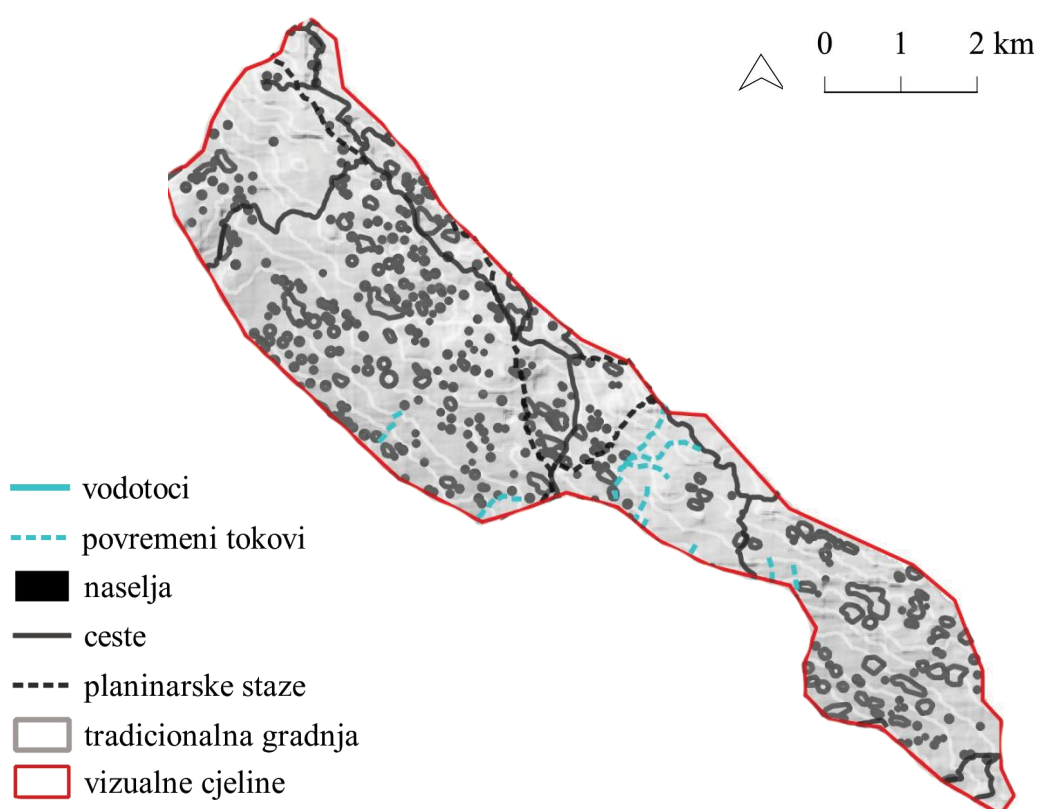 0 1 2 km
vodotoci
povremeni tokovi
naselja
ceste
planinarske staze
tradicionalna gradnja
vizualne cjeline